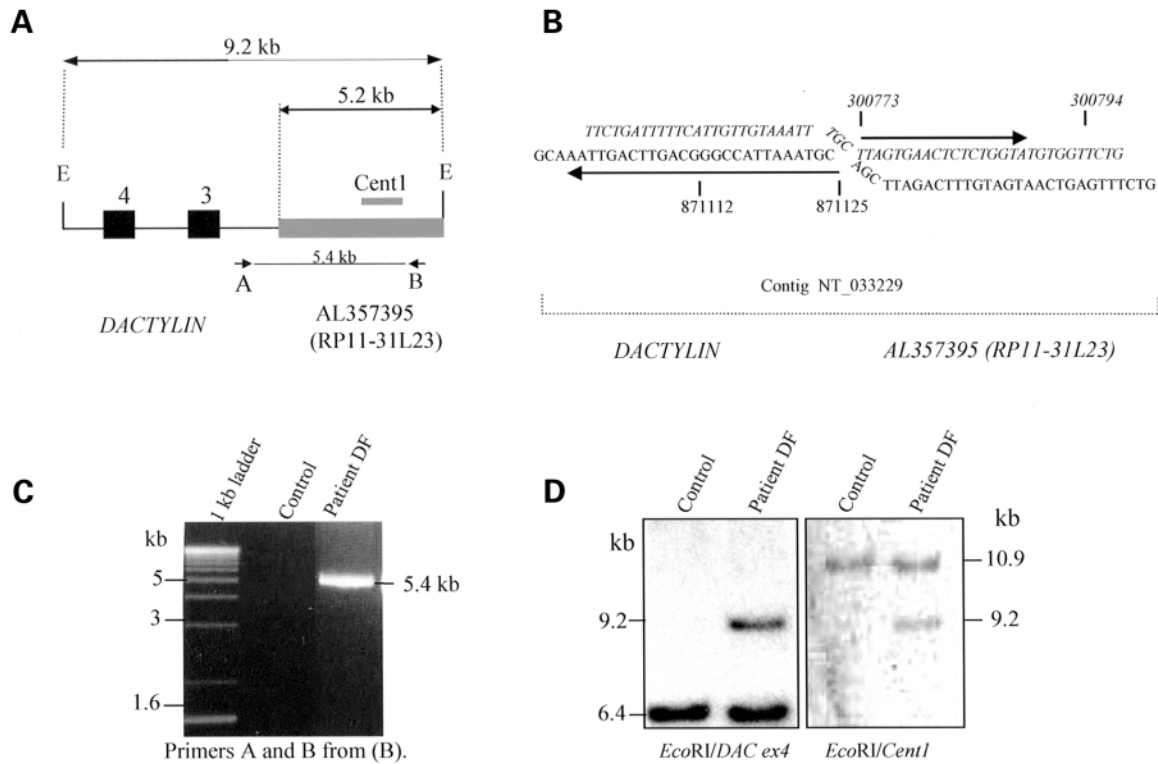 A
9.2 kb
5.2 kb
E
E
Cent1
4
3
5.4 kb
A
B
DACTYLIN
AL357395
(RP11-31L23)
B
300773
300794
TTCTGATTTTTCATTGTTGTAAATT
TGC
TTAGTGAACTCTCTGGTATGTGGTTCTG
GCAAATTGACTTGACGGGCCATTAAATGC
AGC
TTAGACTTTGTAGTAACTGAGTTTCTG
871112
871125
Contig NT_033229
DACTYLIN
AL357395 (RP11-31L23)
C
1 kb ladder
Control
Patient DF
kb
5
3
1.6
5.4 kb
Primers A and B from (B).
D
Control
Patient DF
Control
Patient DF
kb
kb
9.2
6.4
10.9
9.2
EcoRI/DAC ex4
EcoRI/Cent1